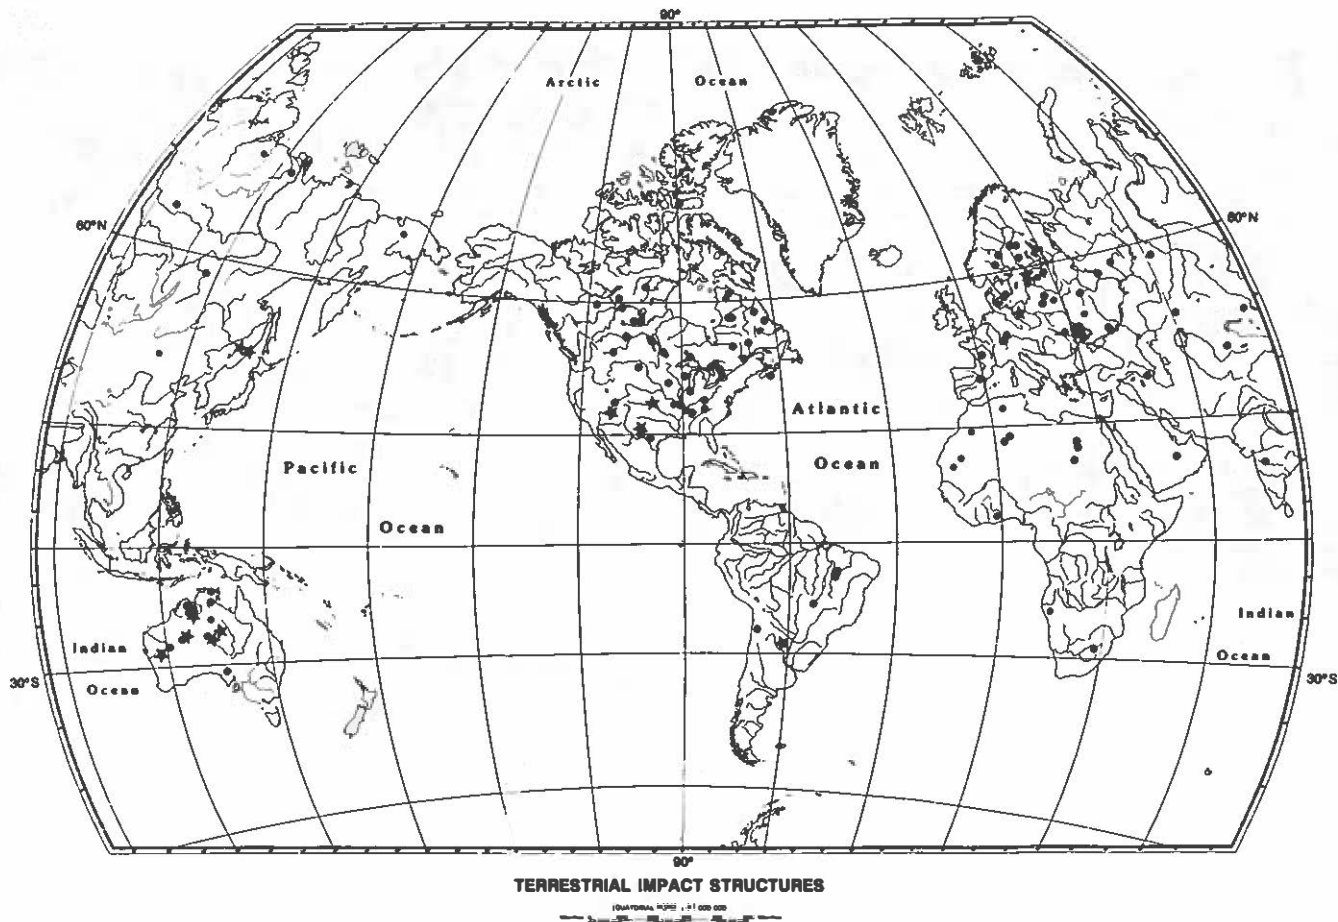 90°
Arctic Ocean
60°N 60°N
Atlantic
Pacific Ocean
Ocean
Indian Indian
Ocean Ocean
30°S 30°S
90°
TERRESTRIAL IMPACT STRUCTURES